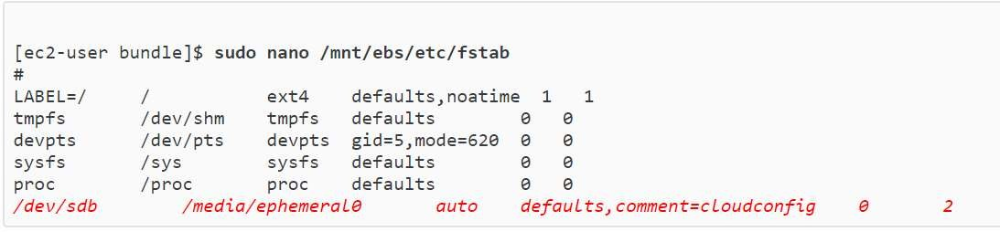 [ec2-user bundle]$ sudo nano /mnt/ebs/etc/fstab
#
LABEL=/     /           ext4    defaults,noatime  1   1
tmpfs       /dev/shm    tmpfs   defaults        0   0
devpts      /dev/pts    devpts  gid=5,mode=620  0   0
sysfs       /sys        sysfs   defaults        0   0
proc        /proc       proc    defaults        0   0
/dev/sdb        /media/ephemeral0       auto    defaults,comment=cloudconfig    0       2